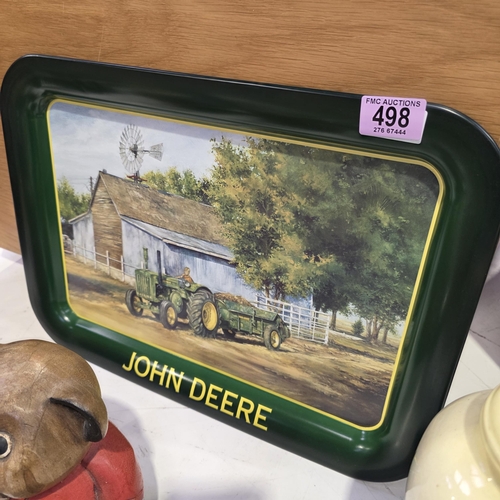 FMC AUCTIONS
498
276 67444
JOHN DEERE